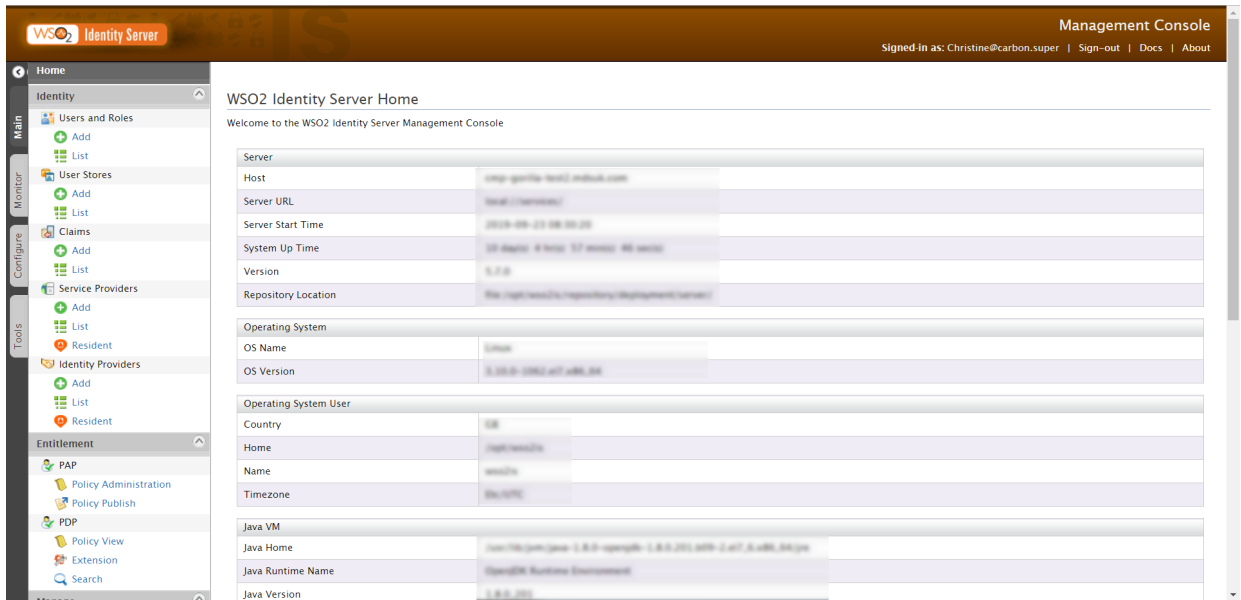 WSO2 Identity Server
Management Console
Signed-in as: Christine@carbon.super | Sign-out | Docs | About
Main
Monitor
Configure
Tools
Home
Identity
Users and Roles
Add
List
User Stores
Add
List
Claims
Add
List
Service Providers
Add
List
Resident
Identity Providers
Add
List
Resident
Entitlement
PAP
Policy Administration
Policy Publish
PDP
Policy View
Extension
Search
Manage
WSO2 Identity Server Home
Welcome to the WSO2 Identity Server Management Console
Server
Host
Server URL
Server Start Time
System Up Time
Version
Repository Location
Operating System
OS Name
OS Version
Operating System User
Country
Home
Name
Timezone
Java VM
Java Home
Java Runtime Name
Java Version